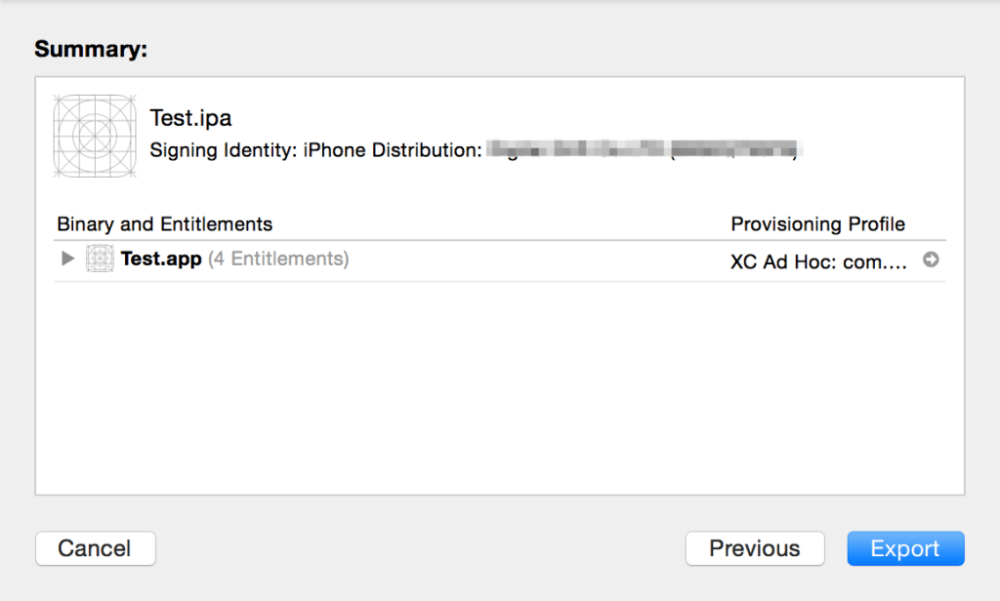 Summary:
Test.ipa
Signing Identity: iPhone Distribution:
Binary and Entitlements Provisioning Profile
Test.app (4 Entitlements) XC Ad Hoc: com....
Cancel Previous Export